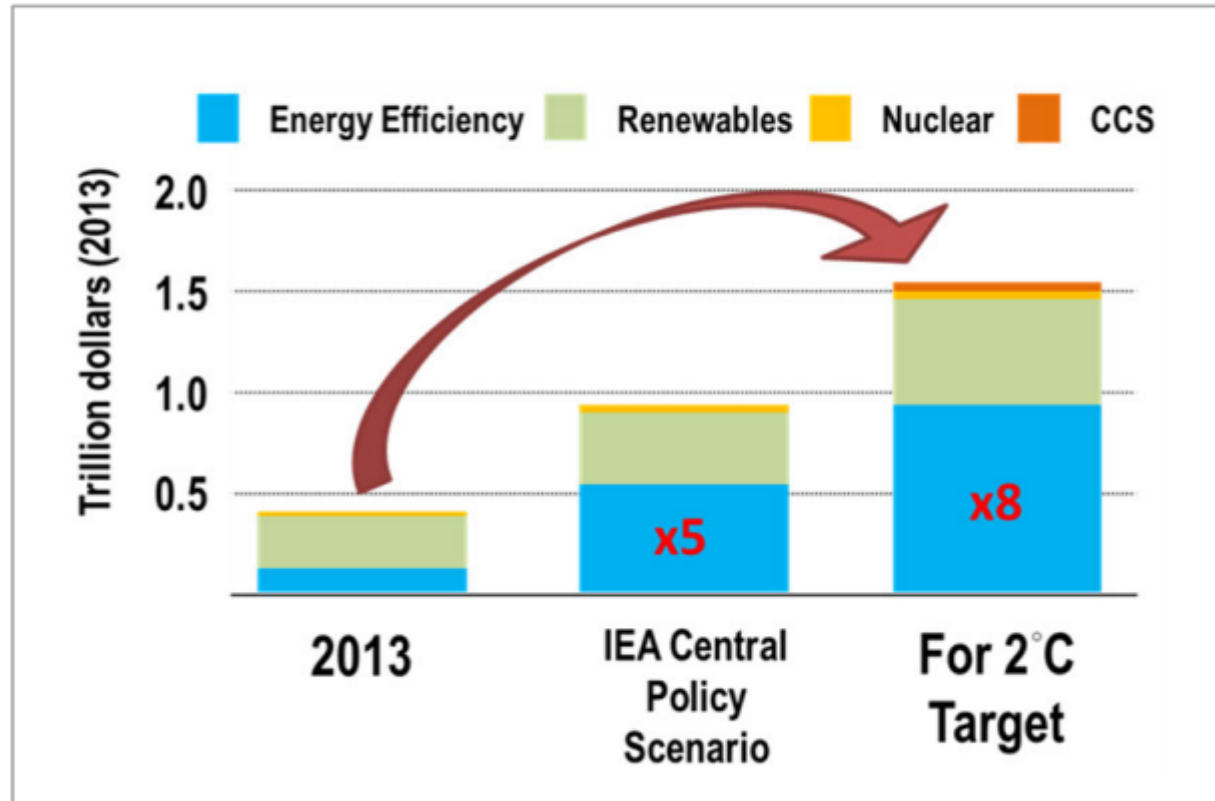 Energy Efficiency Renewables Nuclear CCS
Trillion dollars (2013)
2.0
1.5
1.0
0.5
x5
x8
2013
IEA Central
Policy
Scenario
For 2°C
Target